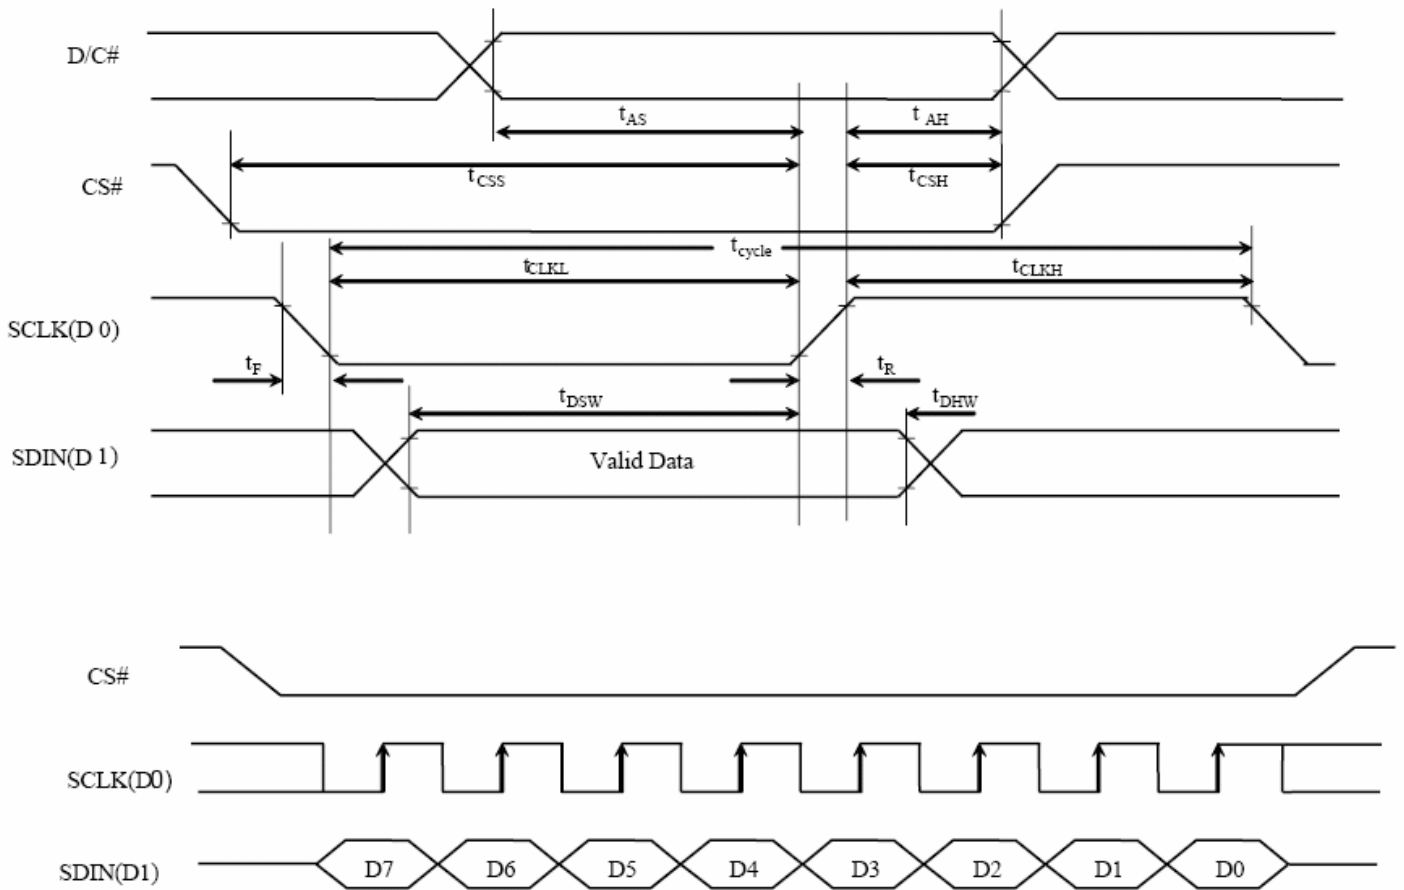 D/C#
tAS
t AH
CS#
tCSS
tCSH
tcycle
tCLKL
tCLKH
SCLK(D 0)
tF
tR
tDSW
tDHW
SDIN(D 1)
Valid Data
CS#
SCLK(D0)
SDIN(D1)
D7 D6 D5 D4 D3 D2 D1 D0